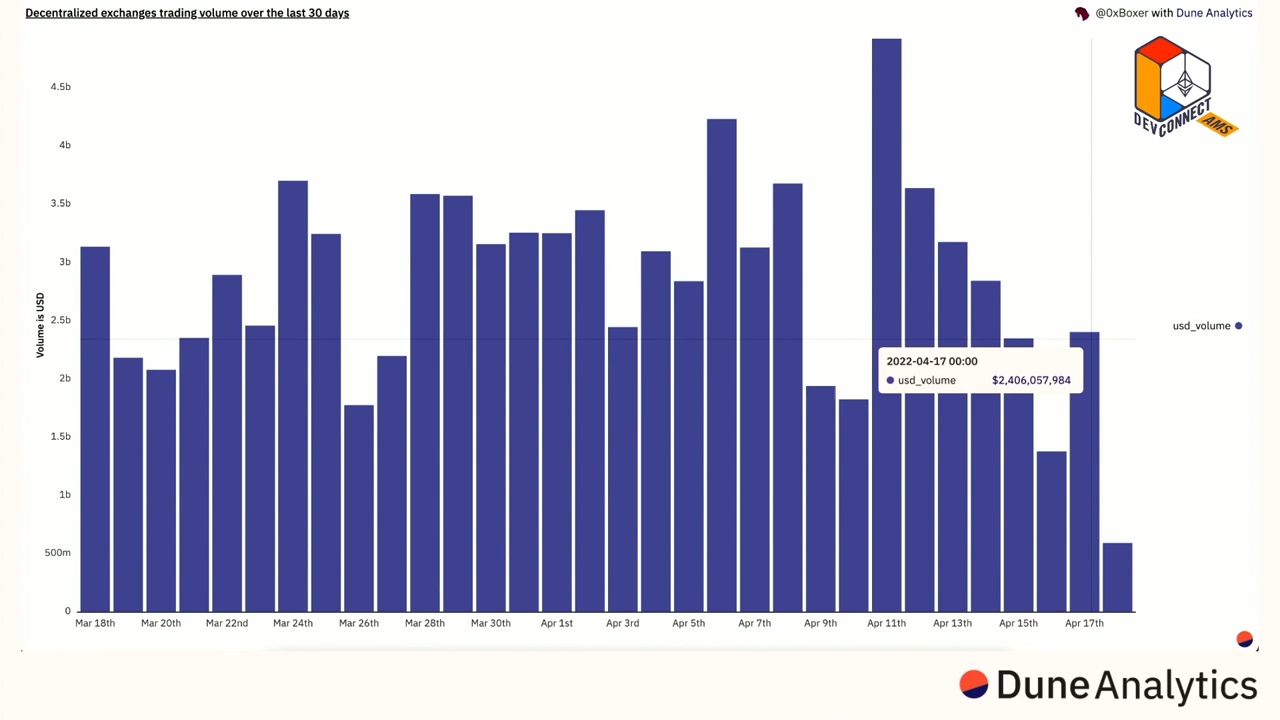 Decentralized exchanges trading volume over the last 30 days
@0xBoxer with Dune Analytics
DEVCONNECT
AMS
4.5b
4b
3.5b
3b
2.5b
2b
1.5b
1b
500m
0
Volume is USD
usd_volume
2022-04-17 00:00
usd_volume $2,406,057,984
Mar 18th Mar 20th Mar 22nd Mar 24th Mar 26th Mar 28th Mar 30th Apr 1st Apr 3rd Apr 5th Apr 7th Apr 9th Apr 11th Apr 13th Apr 15th Apr 17th
Dune Analytics